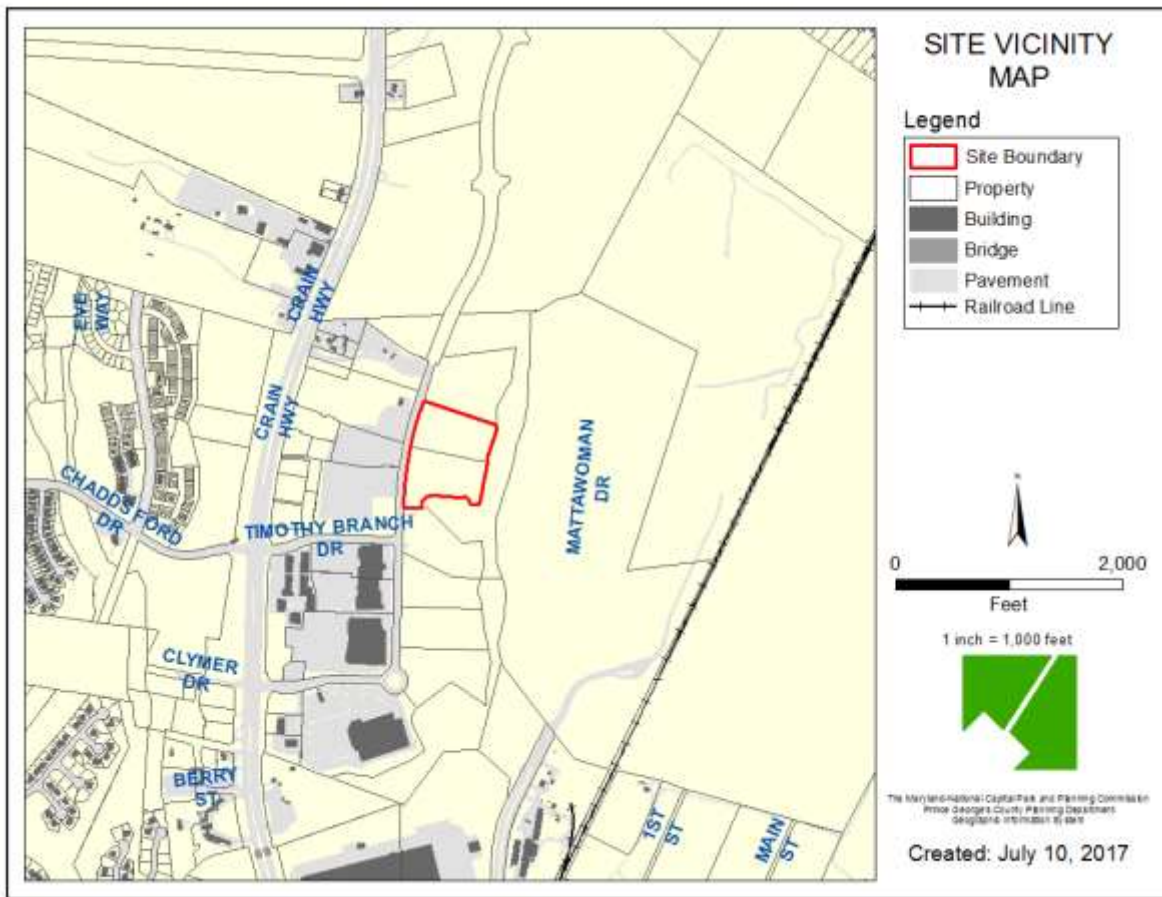 SITE VICINITY
MAP
Legend
Site Boundary
Property
Building
Bridge
Pavement
Railroad Line
CRAIN
HWY
EVE
WAY
CRAIN
HWY
CHADDS FORD
DR
TIMOTHY BRANCH
DR
MATTAWOMAN
DR
CLYMER
DR
BERRY
ST
1ST
ST
MAIN
ST
N
0 2,000
Feet
1 inch = 1,000 feet
The Maryland-National Capital Park and Planning Commission
Prince George's County Planning Department
Geographic Information System
Created: July 10, 2017